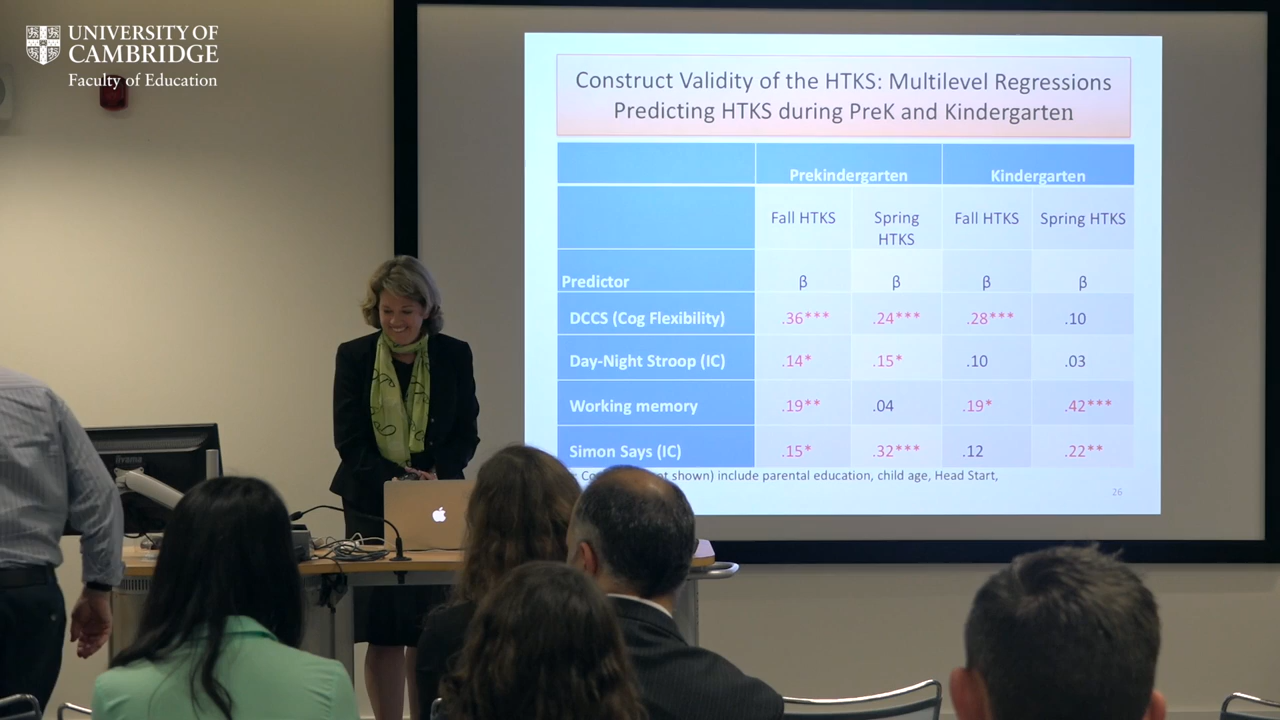 UNIVERSITY OF
CAMBRIDGE
Faculty of Education
Construct Validity of the HTKS: Multilevel Regressions
Predicting HTKS during PreK and Kindergarten
Prekindergarten Kindergarten
Fall HTKS Spring HTKS Fall HTKS Spring HTKS
Predictor β β β β
DCCS (Cog Flexibility) .36*** .24*** .28*** .10
Day-Night Stroop (IC) .14* .15* .10 .03
Working memory .19** .04 .19* .42***
Simon Says (IC) .15* .32*** .12 .22**
shown) include parental education, child age, Head Start,
26
iiyama